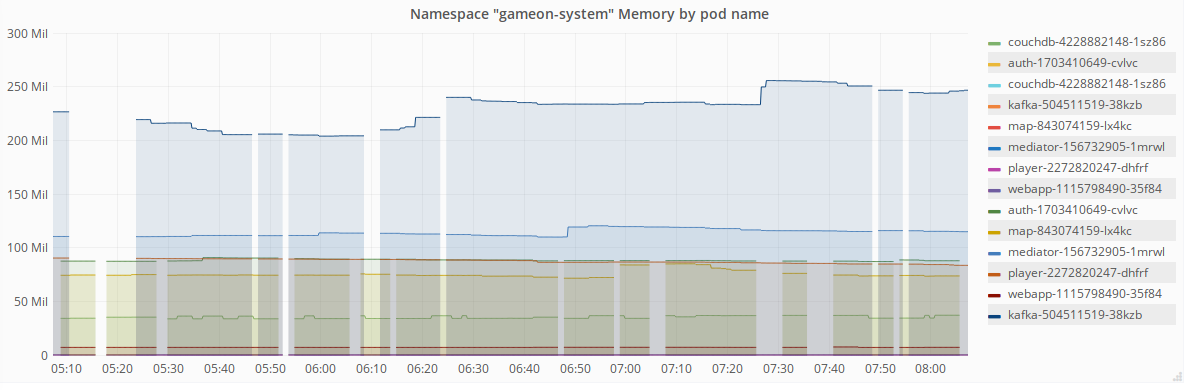 Namespace "gameon-system" Memory by pod name
300 Mil
250 Mil
200 Mil
150 Mil
100 Mil
50 Mil
0
05:10 05:20 05:30 05:40 05:50 06:00 06:10 06:20 06:30 06:40 06:50 07:00 07:10 07:20 07:30 07:40 07:50 08:00
couchdb-4228882148-1sz86
auth-1703410649-cvlvc
couchdb-4228882148-1sz86
kafka-504511519-38kzb
map-843074159-lx4kc
mediator-156732905-1mrwl
player-2272820247-dhfrf
webapp-1115798490-35f84
auth-1703410649-cvlvc
map-843074159-lx4kc
mediator-156732905-1mrwl
player-2272820247-dhfrf
webapp-1115798490-35f84
kafka-504511519-38kzb